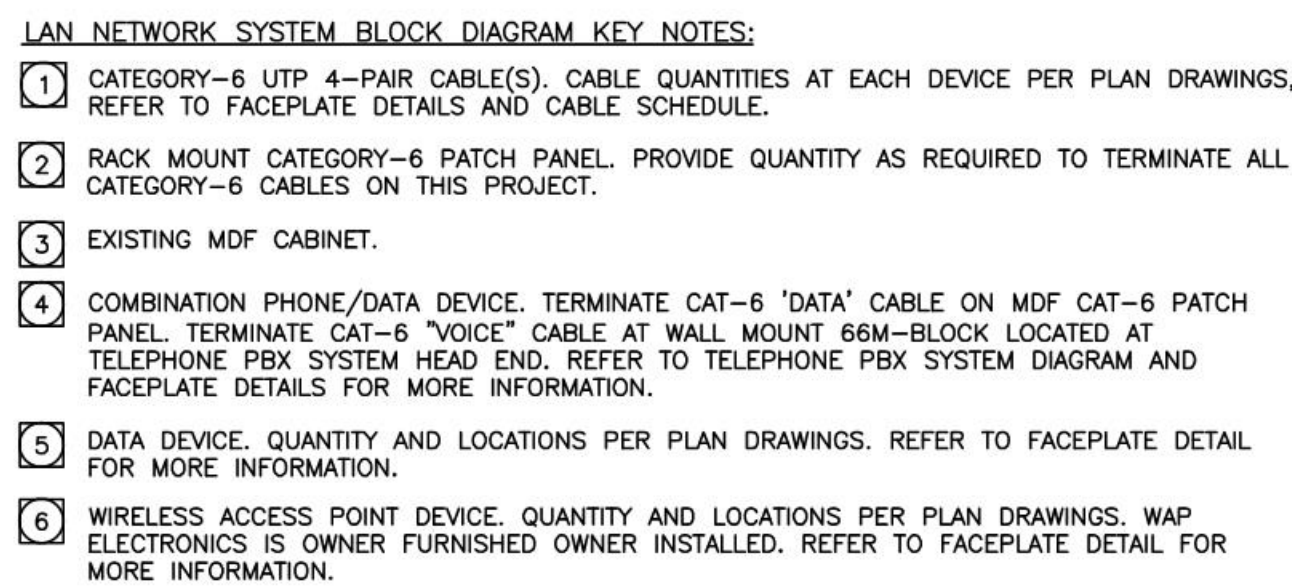 LAN NETWORK SYSTEM BLOCK DIAGRAM KEY NOTES:
1 CATEGORY-6 UTP 4-PAIR CABLE(S). CABLE QUANTITIES AT EACH DEVICE PER PLAN DRAWINGS,
REFER TO FACEPLATE DETAILS AND CABLE SCHEDULE.
2 RACK MOUNT CATEGORY-6 PATCH PANEL. PROVIDE QUANTITY AS REQUIRED TO TERMINATE ALL
CATEGORY-6 CABLES ON THIS PROJECT.
3 EXISTING MDF CABINET.
4 COMBINATION PHONE/DATA DEVICE. TERMINATE CAT-6 'DATA' CABLE ON MDF CAT-6 PATCH
PANEL. TERMINATE CAT-6 "VOICE" CABLE AT WALL MOUNT 66M-BLOCK LOCATED AT
TELEPHONE PBX SYSTEM HEAD END. REFER TO TELEPHONE PBX SYSTEM DIAGRAM AND
FACEPLATE DETAILS FOR MORE INFORMATION.
5 DATA DEVICE. QUANTITY AND LOCATIONS PER PLAN DRAWINGS. REFER TO FACEPLATE DETAIL
FOR MORE INFORMATION.
6 WIRELESS ACCESS POINT DEVICE. QUANTITY AND LOCATIONS PER PLAN DRAWINGS. WAP
ELECTRONICS IS OWNER FURNISHED OWNER INSTALLED. REFER TO FACEPLATE DETAIL FOR
MORE INFORMATION.